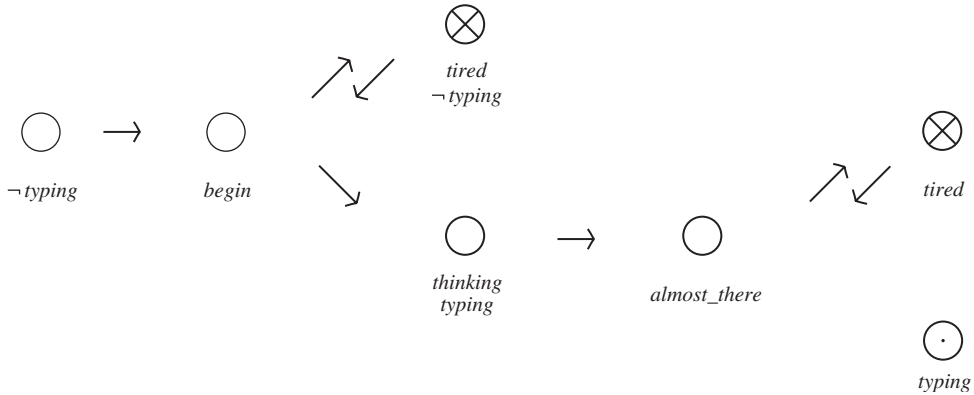 tired
¬ typing
¬ typing
begin
tired
thinking
typing
almost_there
typing